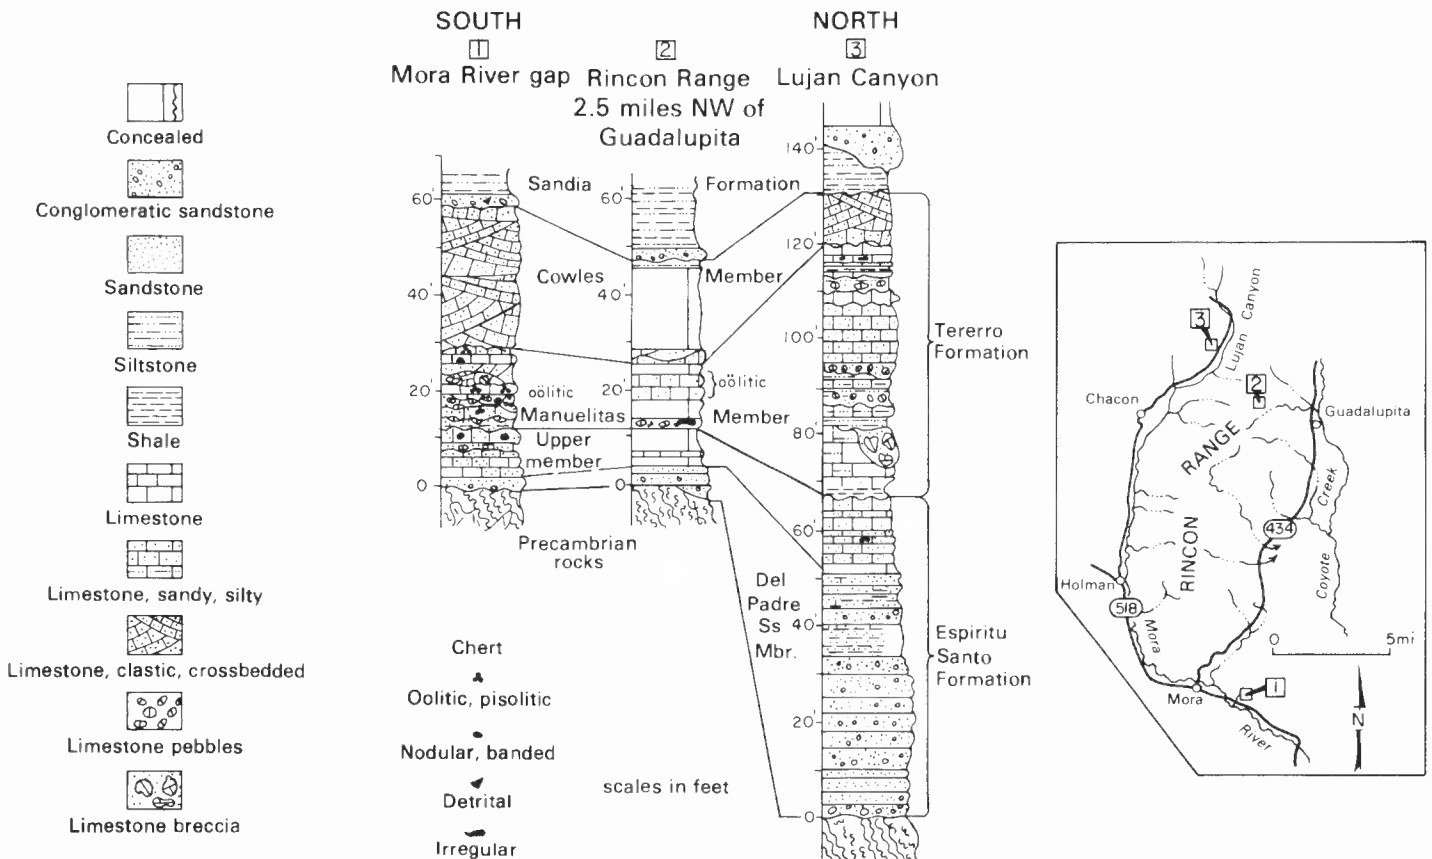 SOUTH
1
Mora River gap
2
Rincon Range
2.5 miles NW of
Guadalupita
NORTH
3
Lujan Canyon
Concealed
Conglomeratic sandstone
Sandstone
Siltstone
Shale
Limestone
Limestone, sandy, silty
Limestone, clastic, crossbedded
Limestone pebbles
Limestone breccia
60'
40'
20'
0
Sandia
Cowles
oölitic
Manuelitas
Upper
member
60'
40'
20'
0
Formation
Member
oölitic
Member
Precambrian
rocks
140'
120'
100'
80'
60'
40'
20'
0
Del
Padre
Ss
Mbr.
Tererro
Formation
Espiritu
Santo
Formation
Chert
Oolitic, pisolitic
Nodular, banded
Detrital
Irregular
scales in feet
3
Lujan Canyon
2
Chacon
Guadalupita
RANGE
RINCON
434
Creek
Coyote
Holman
518
Mora
0 5mi
Mora
1
River
N